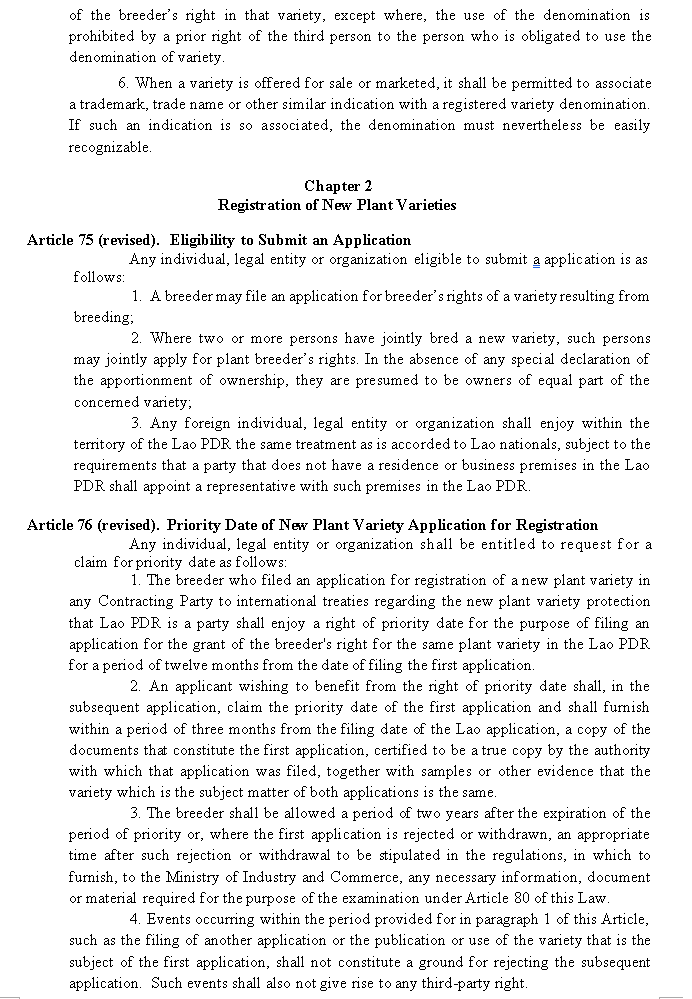 of the breeder's right in that variety, except where, the use of the denomination is
prohibited by a prior right of the third person to the person who is obligated to use the
denomination of variety.
6. When a variety is offered for sale or marketed, it shall be permitted to associate
a trademark, trade name or other similar indication with a registered variety denomination.
If such an indication is so associated, the denomination must nevertheless be easily
recognizable.
Chapter 2
Registration of New Plant Varieties
Article 75 (revised). Eligibility to Submit an Application
Any individual, legal entity or organization eligible to submit a application is as
follows:
1. A breeder may file an application for breeder's rights of a variety resulting from
breeding;
2. Where two or more persons have jointly bred a new variety, such persons
may jointly apply for plant breeder's rights. In the absence of any special declaration of
the apportionment of ownership, they are presumed to be owners of equal part of the
concerned variety;
3. Any foreign individual, legal entity or organization shall enjoy within the
territory of the Lao PDR the same treatment as is accorded to Lao nationals, subject to the
requirements that a party that does not have a residence or business premises in the Lao
PDR shall appoint a representative with such premises in the Lao PDR.
Article 76 (revised). Priority Date of New Plant Variety Application for Registration
Any individual, legal entity or organization shall be entitled to request for a
claim for priority date as follows:
1. The breeder who filed an application for registration of a new plant variety in
any Contracting Party to international treaties regarding the new plant variety protection
that Lao PDR is a party shall enjoy a right of priority date for the purpose of filing an
application for the grant of the breeder's right for the same plant variety in the Lao PDR
for a period of twelve months from the date of filing the first application.
2. An applicant wishing to benefit from the right of priority date shall, in the
subsequent application, claim the priority date of the first application and shall furnish
within a period of three months from the filing date of the Lao application, a copy of the
documents that constitute the first application, certified to be a true copy by the authority
with which that application was filed, together with samples or other evidence that the
variety which is the subject matter of both applications is the same.
3. The breeder shall be allowed a period of two years after the expiration of the
period of priority or, where the first application is rejected or withdrawn, an appropriate
time after such rejection or withdrawal to be stipulated in the regulations, in which to
furnish, to the Ministry of Industry and Commerce, any necessary information, document
or material required for the purpose of the examination under Article 80 of this Law.
4. Events occurring within the period provided for in paragraph 1 of this Article,
such as the filing of another application or the publication or use of the variety that is the
subject of the first application, shall not constitute a ground for rejecting the subsequent
application. Such events shall also not give rise to any third-party right.